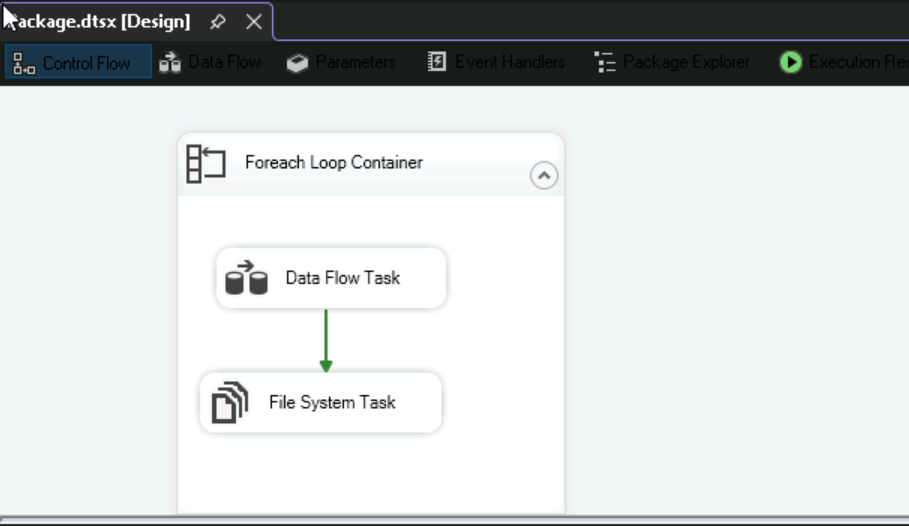 Package.dtsx [Design]
Control Flow Data Flow Parameters Event Handlers Package Explorer Execution Re
Foreach Loop Container
Data Flow Task
File System Task